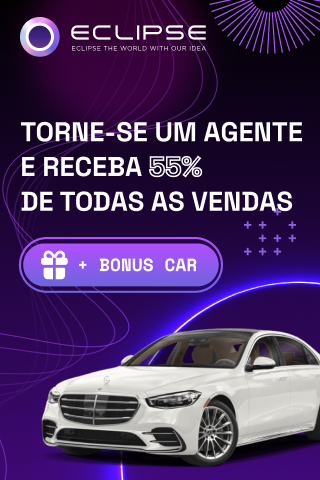 ECLIPSE
ECLIPSE THE WORLD WITH OUR IDEA
TORNE-SE UM AGENTE
E RECEBA 55%
DE TODAS AS VENDAS
+ BONUS CAR